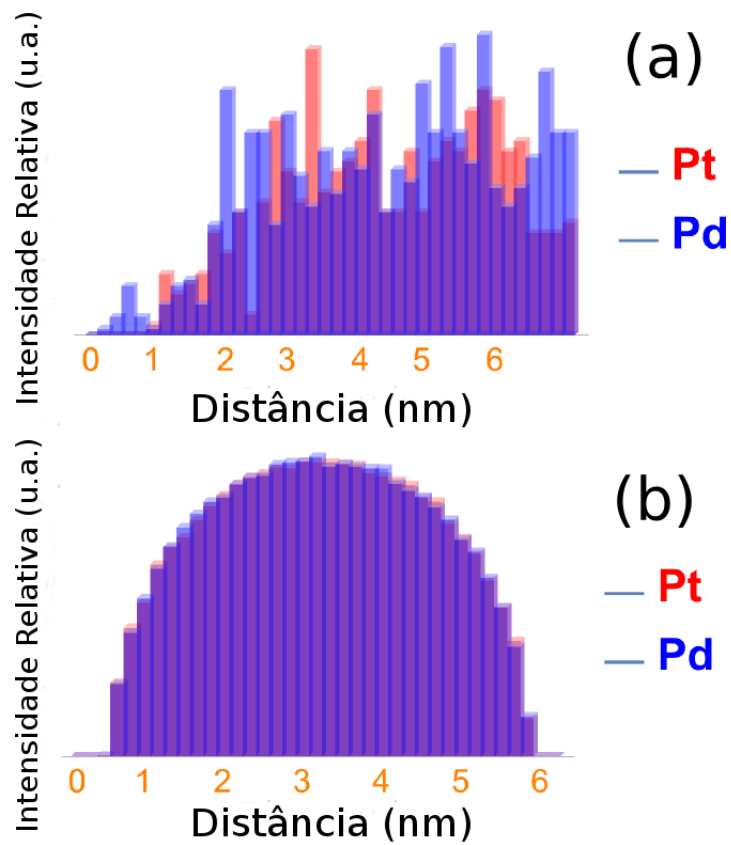 Intensidade Relativa (u.a.)
(a)
Pt
Pd
0 1 2 3 4 5 6
Distância (nm)
Intensidade Relativa (u.a.)
(b)
Pt
Pd
0 1 2 3 4 5 6
Distância (nm)